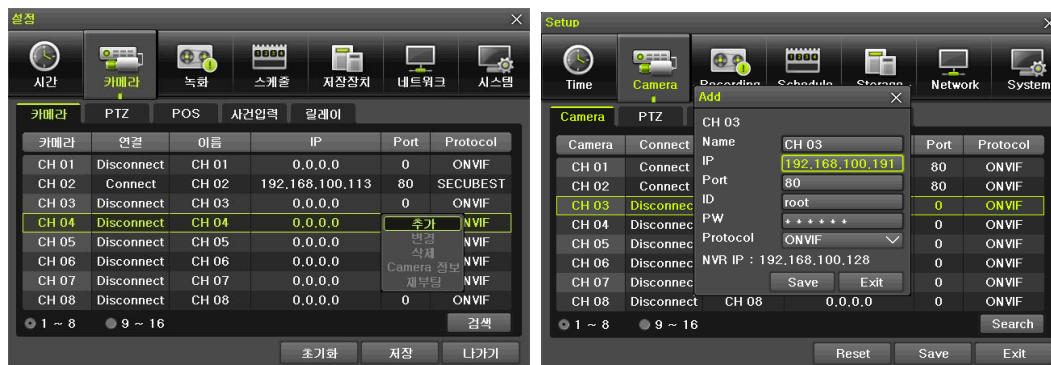 설정
시간 카메라 녹화 스케줄 저장장치 네트워크 시스템
카메라 PTZ POS 사건입력 릴레이
카메라 연결 이름 IP Port Protocol
CH 01 Disconnect CH 01 0.0.0.0 0 ONVIF
CH 02 Connect CH 02 192.168.100.113 80 SECUBEST
CH 03 Disconnect CH 03 0.0.0.0 0 ONVIF
CH 04 Disconnect CH 04 0.0.0.0 추가 NVIF
CH 05 Disconnect CH 05 0.0.0.0 변경 NVIF
삭제
CH 06 Disconnect CH 06 0.0.0.0 Camera 정보 NVIF
CH 07 Disconnect CH 07 0.0.0.0 재부팅 NVIF
CH 08 Disconnect CH 08 0.0.0.0 0 ONVIF
1 ~ 8 9 ~ 16 검색
초기화 저장 나가기
Setup
Time Camera Recording Schedule Storage Network System
Camera PTZ
Camera Connect Port Protocol
CH 01 Connect 80 ONVIF
CH 02 Connect 80 ONVIF
CH 03 Disconnec 0 ONVIF
CH 04 Disconnec 0 ONVIF
CH 05 Disconnec 0 ONVIF
CH 06 Disconnec 0 ONVIF
CH 07 Disconnec 0 ONVIF
CH 08 Disconnect CH 08 0.0.0.0 0 ONVIF
Add
CH 03
Name CH 03
IP 192.168.100.191
Port 80
ID root
PW * * * * * *
Protocol ONVIF
NVR IP : 192.168.100.128
Save Exit
1 ~ 8 9 ~ 16 Search
Reset Save Exit